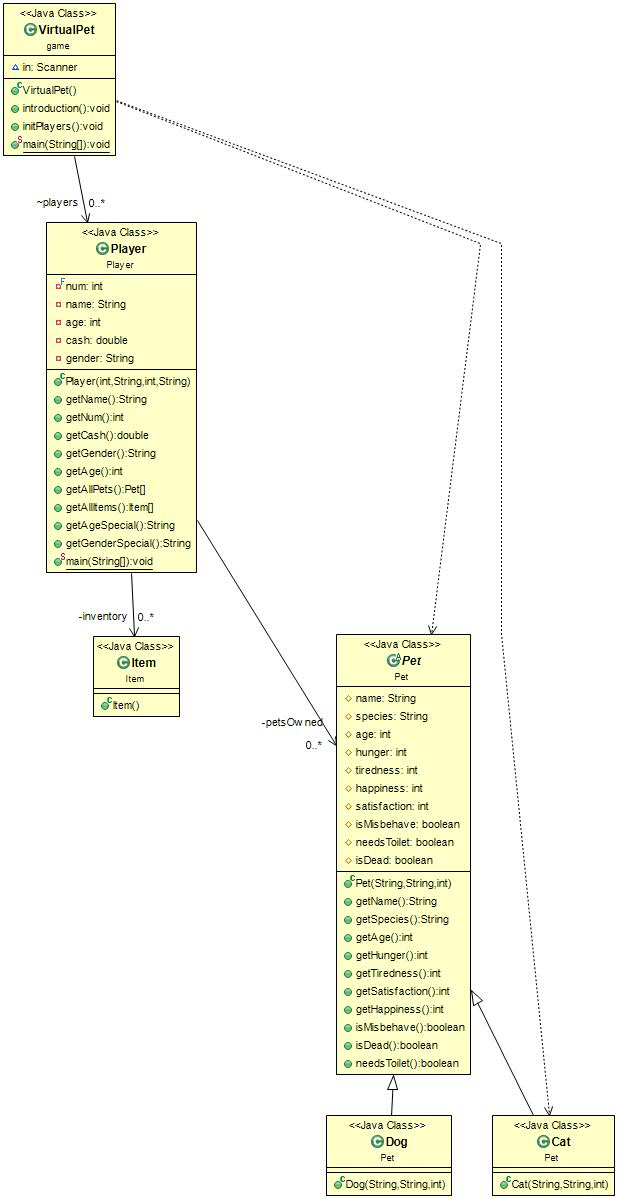 <<Java Class>>
VirtualPet
game
in: Scanner
VirtualPet()
introduction():void
initPlayers():void
main(String[]):void
~players 0..*
<<Java Class>>
Player
Player
num: int
name: String
age: int
cash: double
gender: String
Player(int,String,int,String)
getName():String
getNum():int
getCash():double
getGender():String
getAge():int
getAllPets():Pet[]
getAllItems():Item[]
getAgeSpecial():String
getGenderSpecial():String
main(String[]):void
-inventory 0..*
<<Java Class>>
Item
Item
Item()
-petsOwned
0..*
<<Java Class>>
Pet
Pet
name: String
species: String
age: int
hunger: int
tiredness: int
happiness: int
satisfaction: int
isMisbehave: boolean
needsToilet: boolean
isDead: boolean
Pet(String,String,int)
getName():String
getSpecies():String
getAge():int
getHunger():int
getTiredness():int
getSatisfaction():int
getHappiness():int
isMisbehave():boolean
isDead():boolean
needsToilet():boolean
<<Java Class>>
Dog
Pet
Dog(String,String,int)
<<Java Class>>
Cat
Pet
Cat(String,String,int)